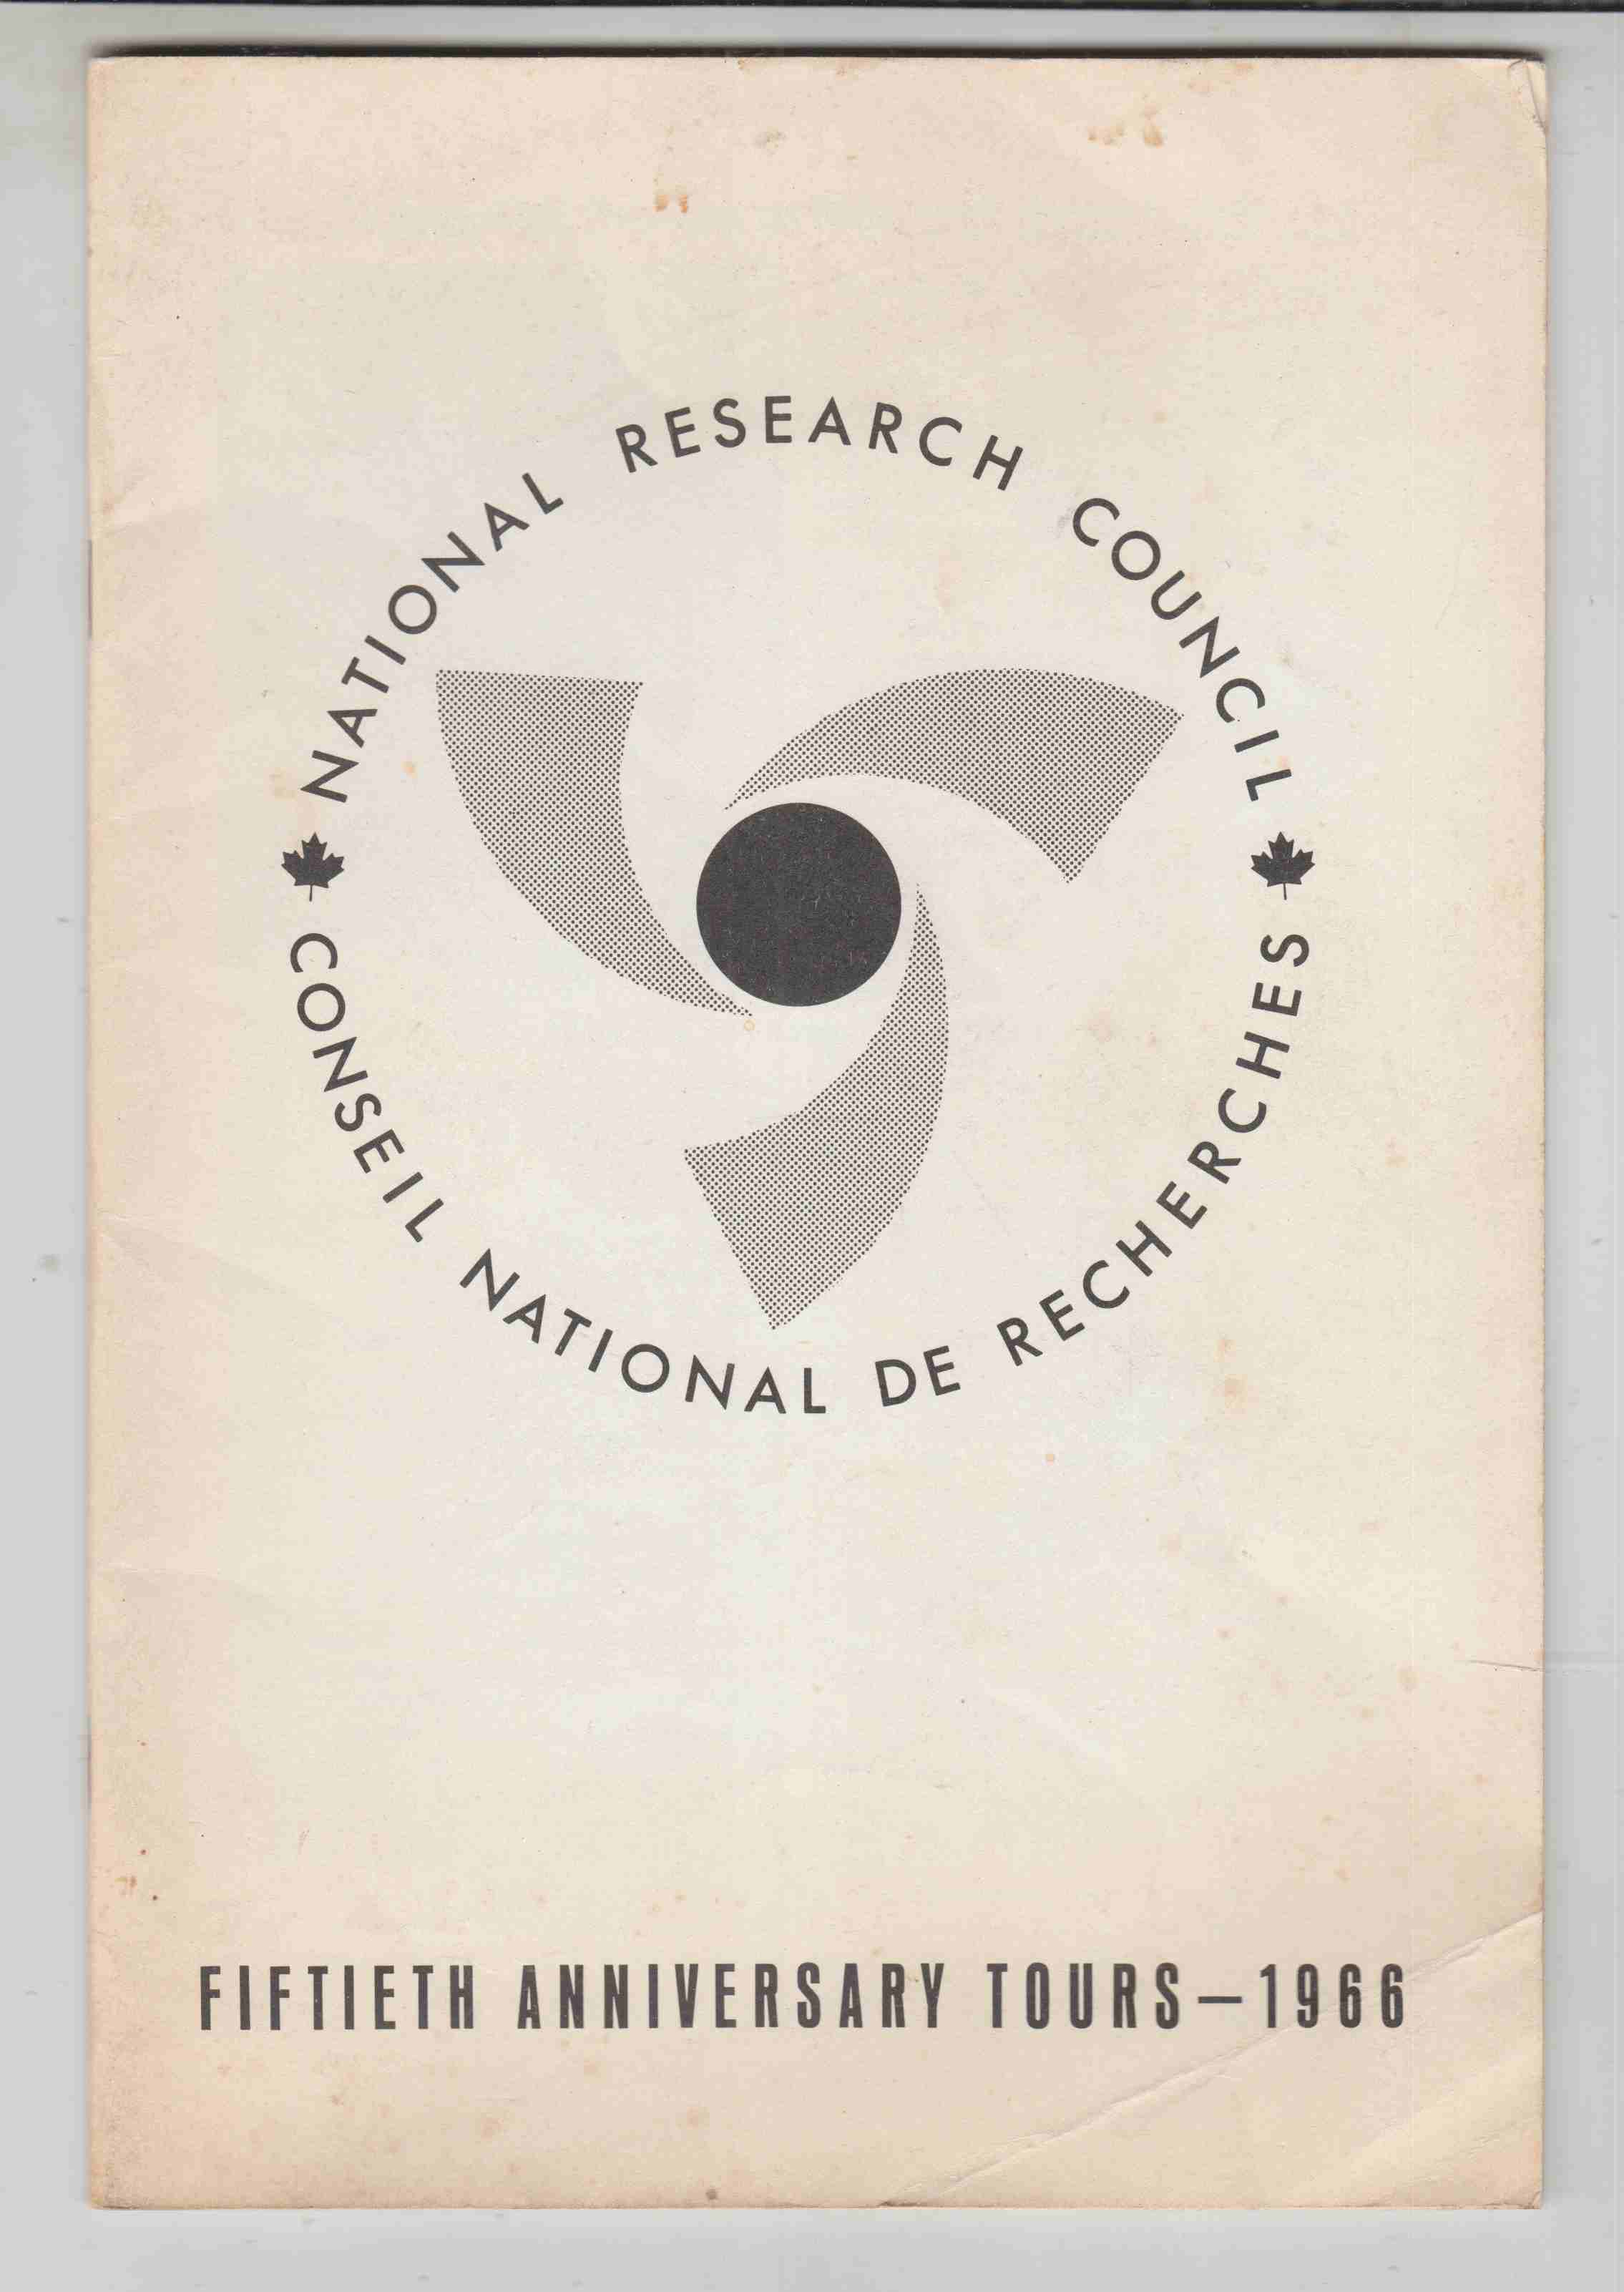 NATIONAL RESEARCH COUNCIL
CONSEIL NATIONAL DE RECHERCHES
FIFTIETH ANNIVERSARY TOURS—1966